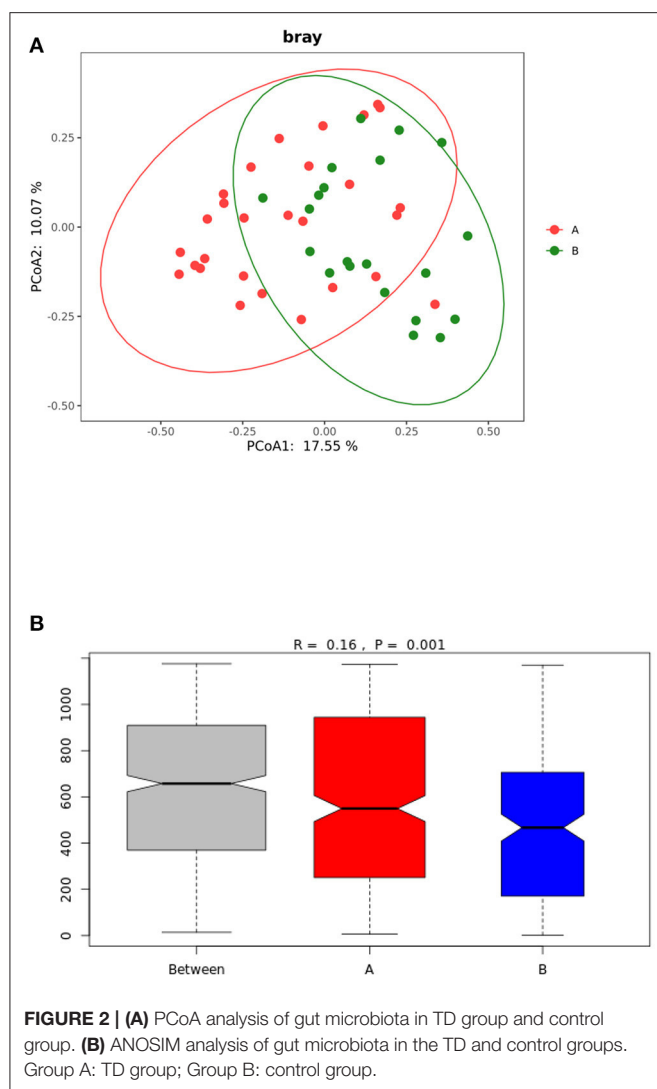 A
bray
0.25
0.00
-0.25
-0.50
PCoA2: 10.07 %
-0.50 -0.25 0.00 0.25 0.50
PCoA1: 17.55 %
A
B
B
R = 0.16 , P = 0.001
1000
800
600
400
200
0
Between A B
FIGURE 2 | (A) PCoA analysis of gut microbiota in TD group and control
group. (B) ANOSIM analysis of gut microbiota in the TD and control groups.
Group A: TD group; Group B: control group.